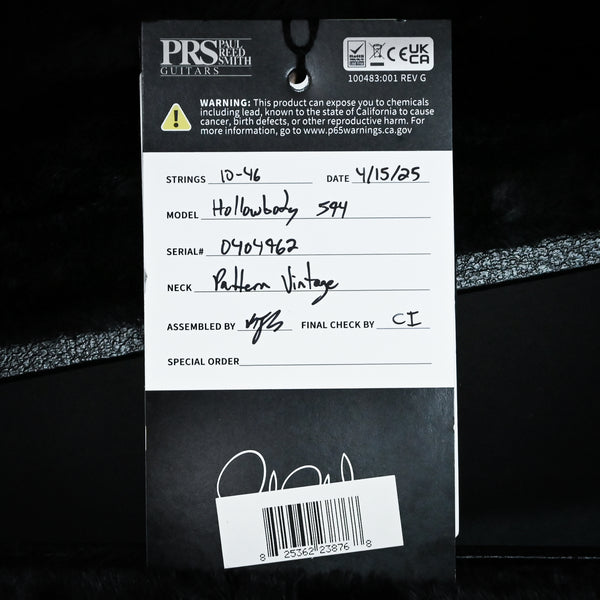 PRS PAUL REED SMITH
GUITARS
CE UK CA
100483:001 REV G
WARNING: This product can expose you to chemicals
including lead, known to the state of California to cause
cancer, birth defects, or other reproductive harm. For
more information, go to www.p65warnings.ca.gov
STRINGS 10-46 DATE 4/15/25
MODEL Hollowbody 594
SERIAL# 0404962
NECK Pattern Vintage
ASSEMBLED BY FINAL CHECK BY CI
SPECIAL ORDER
8 25362 23876 8